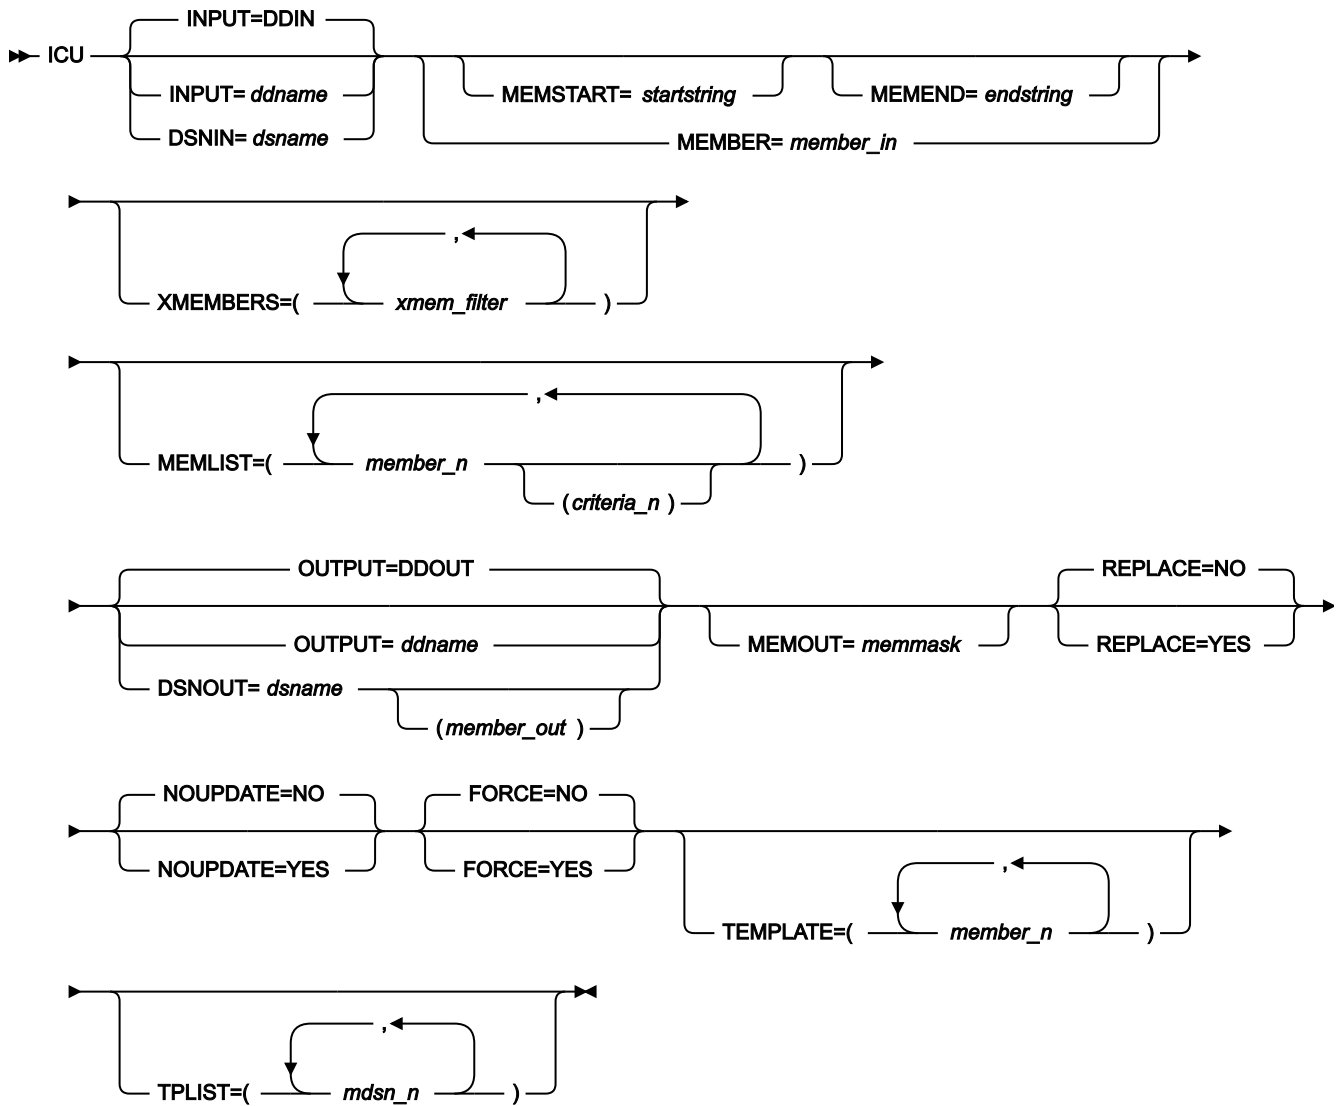 INPUT=DDIN
ICU
INPUT= ddname
MEMSTART= startstring
MEMEND= endstring
DSNIN= dsname
MEMBER= member_in
,
XMEMBERS=( xmem_filter )
,
MEMLIST=( member_n )
(criteria_n )
OUTPUT=DDOUT
REPLACE=NO
OUTPUT= ddname
MEMOUT= memmask
REPLACE=YES
DSNOUT= dsname
(member_out )
NOUPDATE=NO
FORCE=NO
NOUPDATE=YES
FORCE=YES
,
TEMPLATE=( member_n )
,
TPLIST=( mdsn_n )